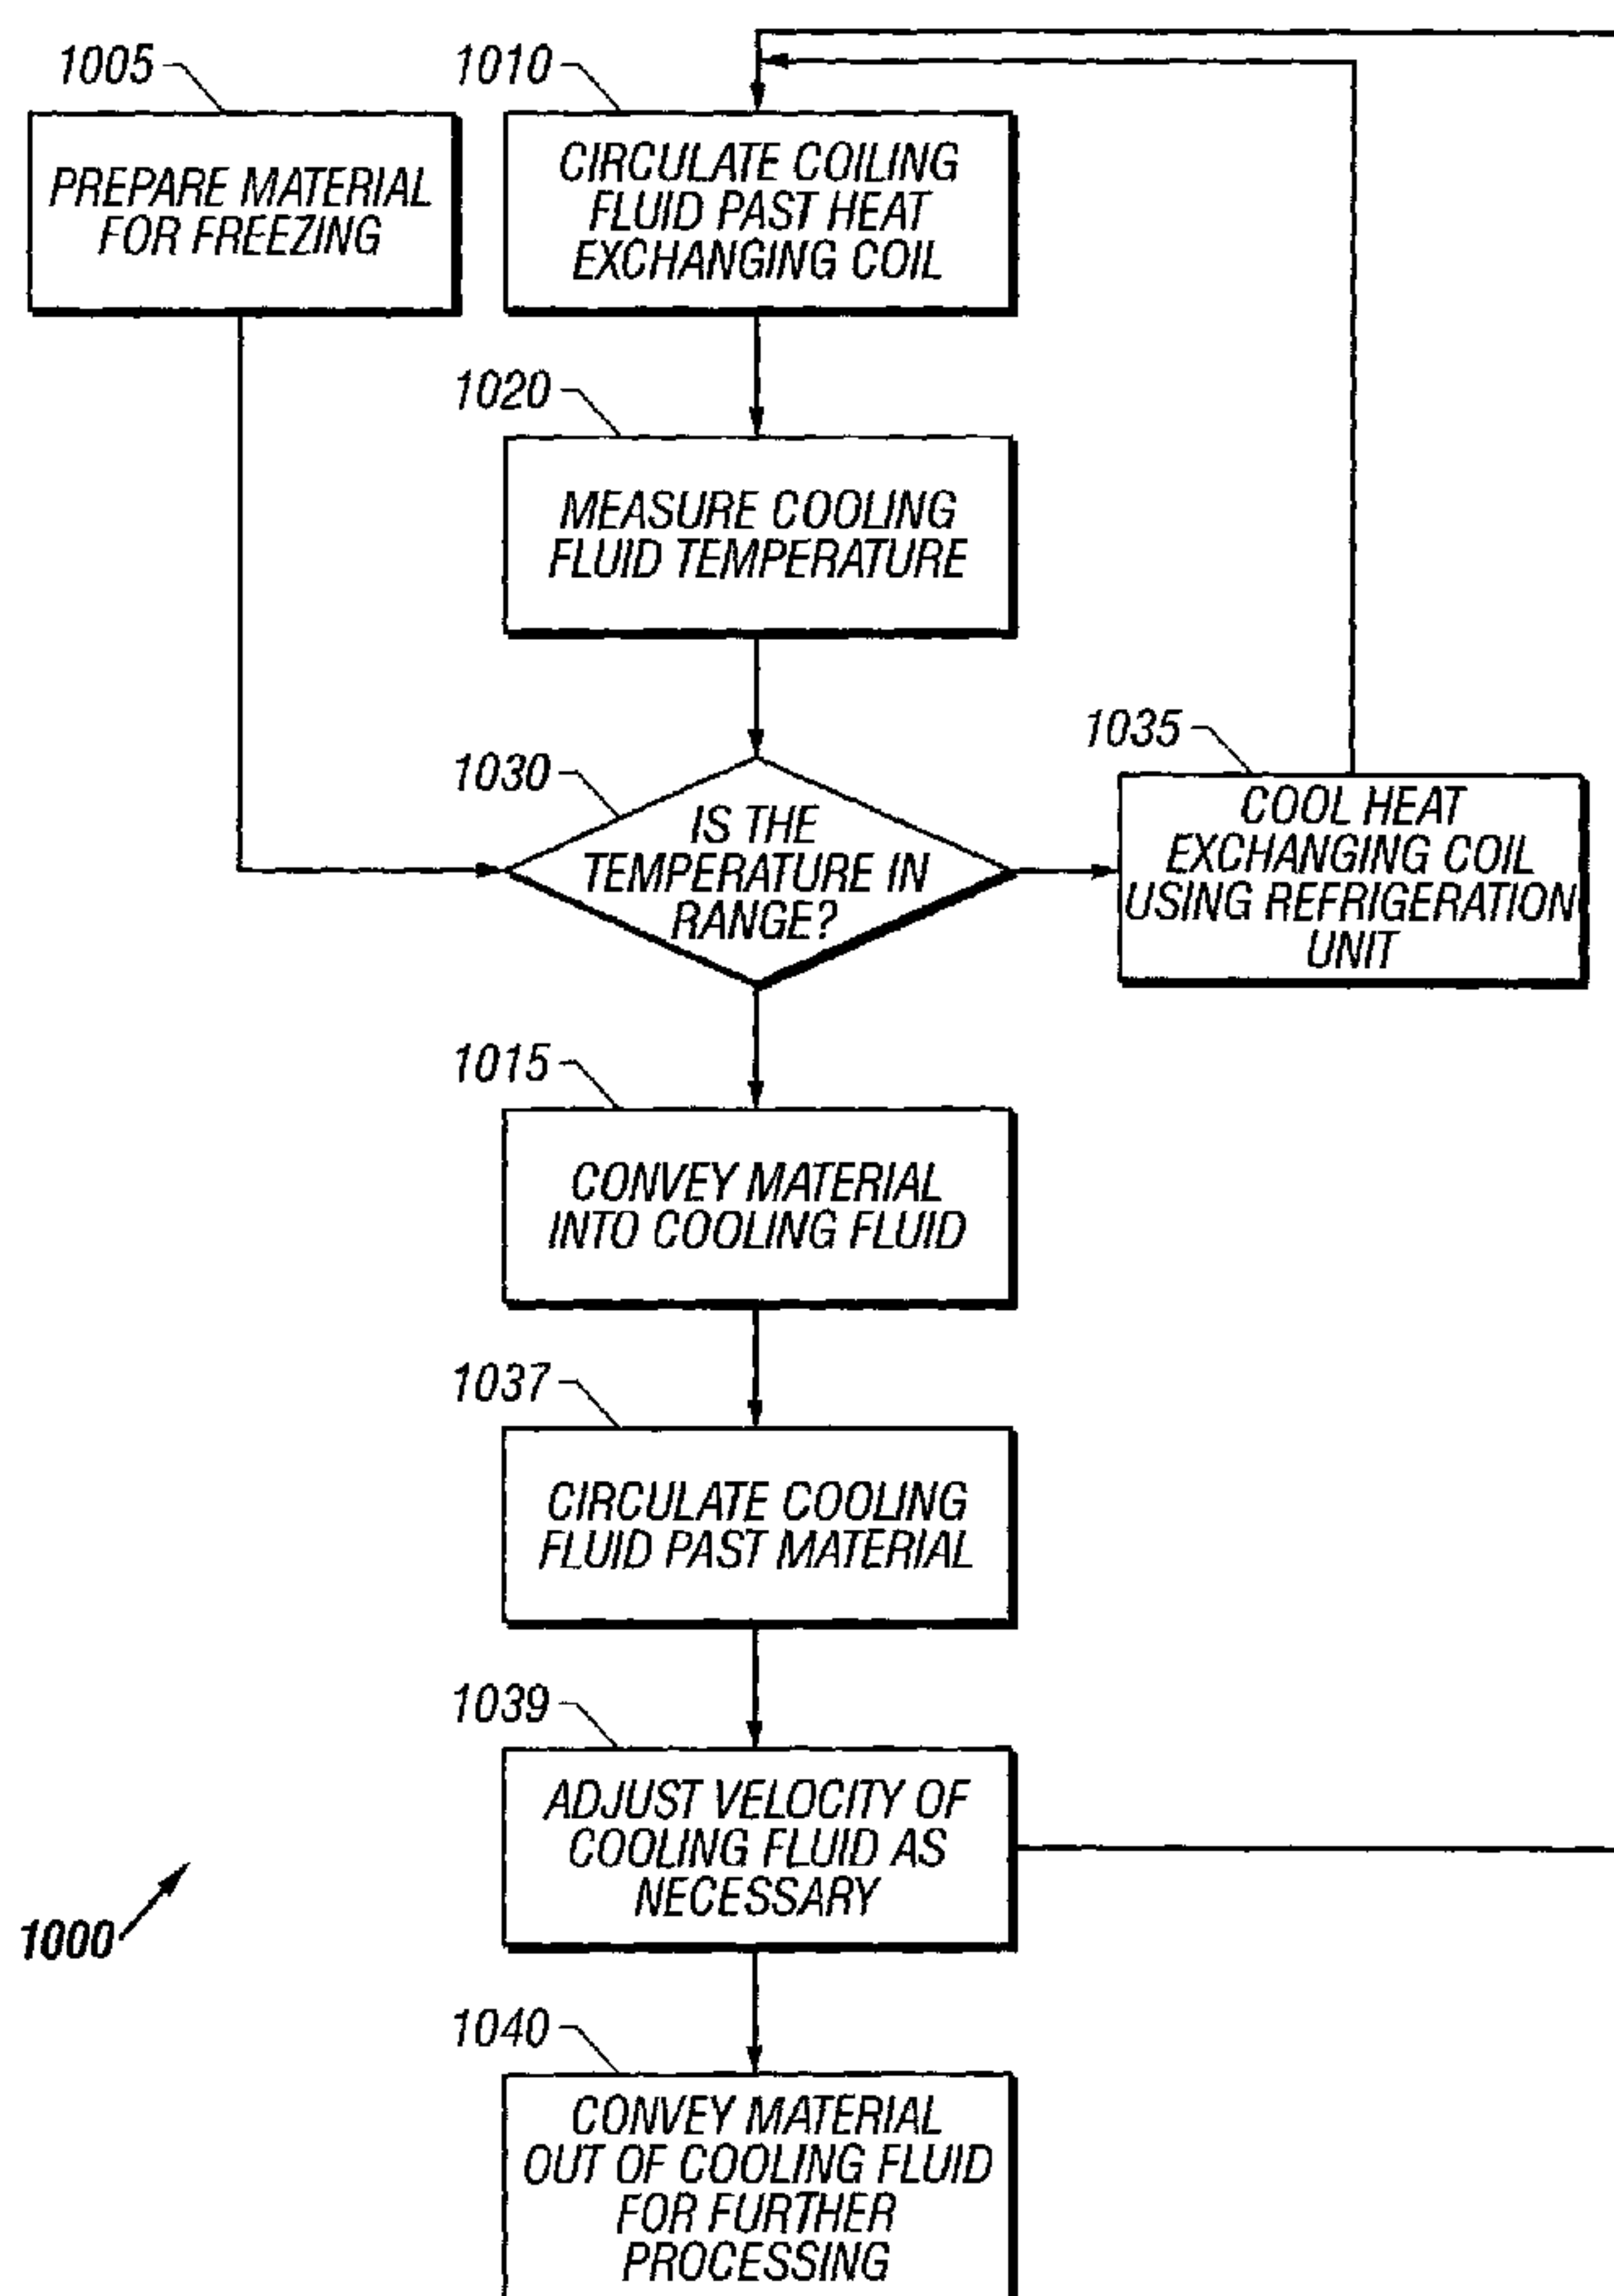 1005
PREPARE MATERIAL
FOR FREEZING
1010
CIRCULATE COILING
FLUID PAST HEAT
EXCHANGING COIL
1020
MEASURE COOLING
FLUID TEMPERATURE
1030
IS THE
TEMPERATURE IN
RANGE?
1035
COOL HEAT
EXCHANGING COIL
USING REFRIGERATION
UNIT
1015
CONVEY MATERIAL
INTO COOLING FLUID
1037
CIRCULATE COOLING
FLUID PAST MATERIAL
1039
ADJUST VELOCITY OF
COOLING FLUID AS
NECESSARY
1000
1040
CONVEY MATERIAL
OUT OF COOLING FLUID
FOR FURTHER
PROCESSING